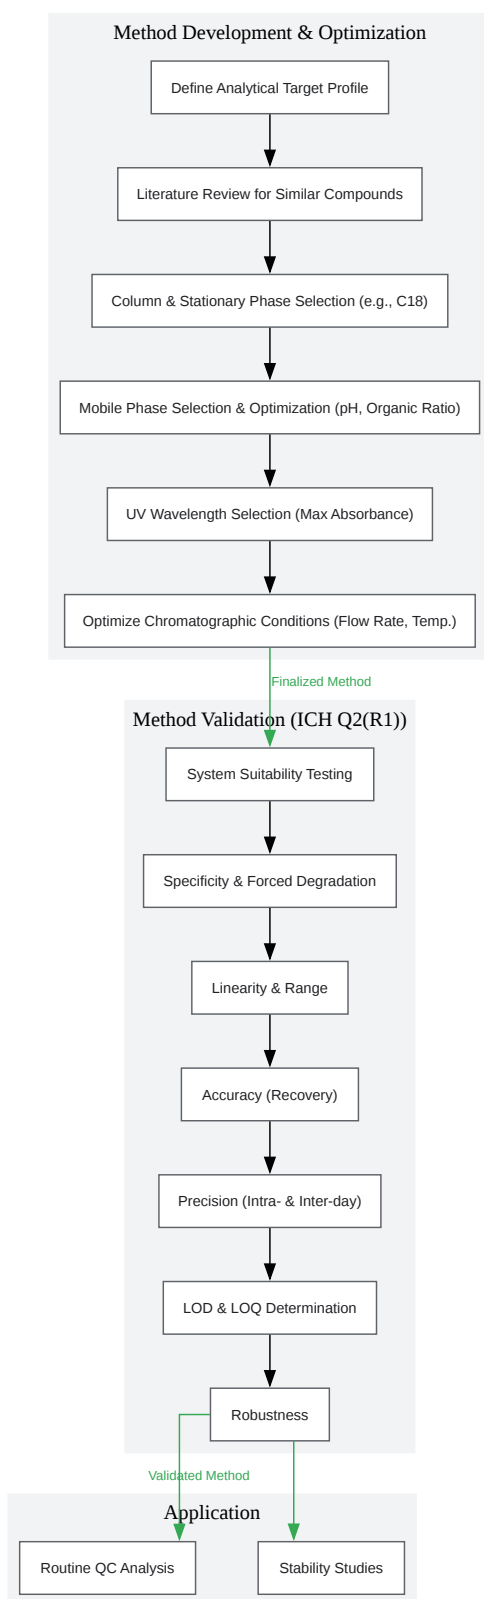 Method Development & Optimization
Define Analytical Target Profile
Literature Review for Similar Compounds
Column & Stationary Phase Selection (e.g., C18)
Mobile Phase Selection & Optimization (pH, Organic Ratio)
UV Wavelength Selection (Max Absorbance)
Optimize Chromatographic Conditions (Flow Rate, Temp.)
Finalized Method
Method Validation (ICH Q2(R1))
System Suitability Testing
Specificity & Forced Degradation
Linearity & Range
Accuracy (Recovery)
Precision (Intra- & Inter-day)
LOD & LOQ Determination
Robustness
Validated Method
Application
Routine QC Analysis
Stability Studies